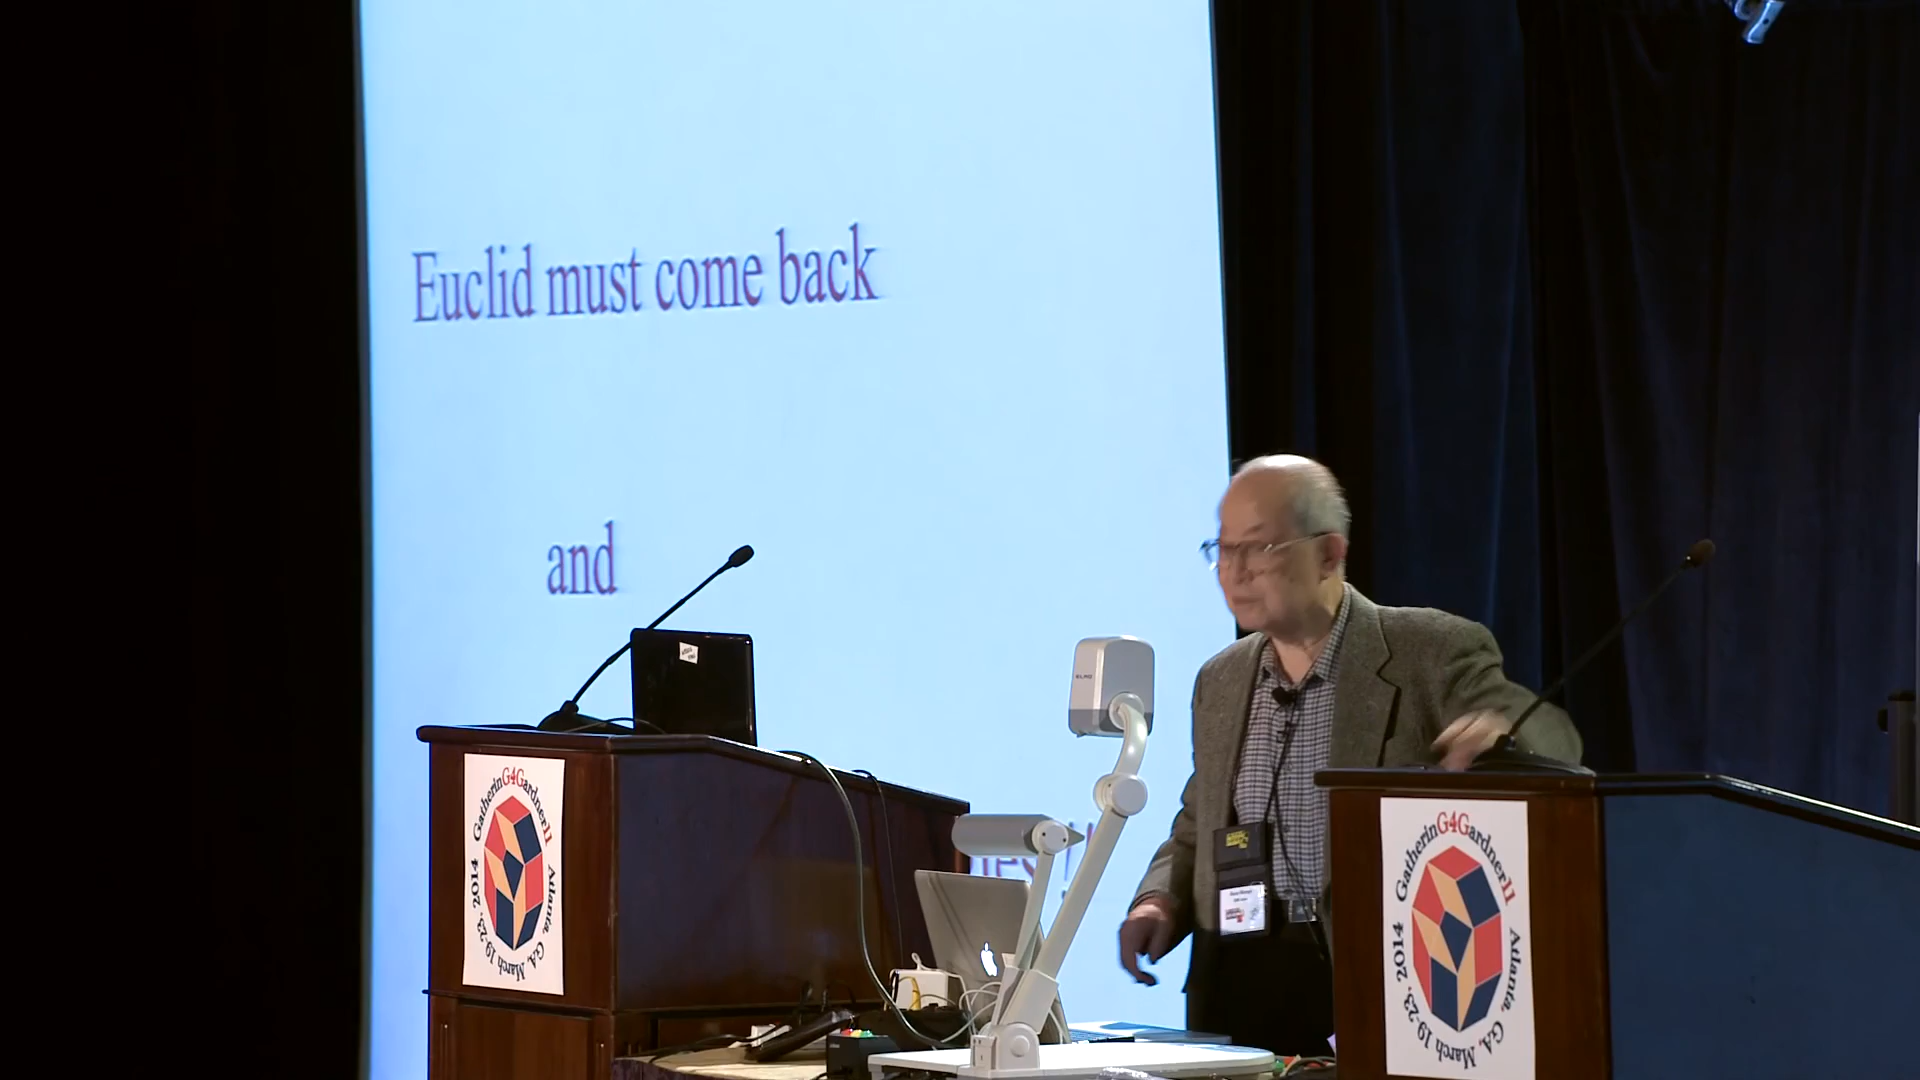 Euclid must come back
and
ELMO
GatherinG4Gardner11
Atlanta, GA, March 19-23, 2014
GatherinG4Gardner11
Atlanta, GA, March 19-23, 2014